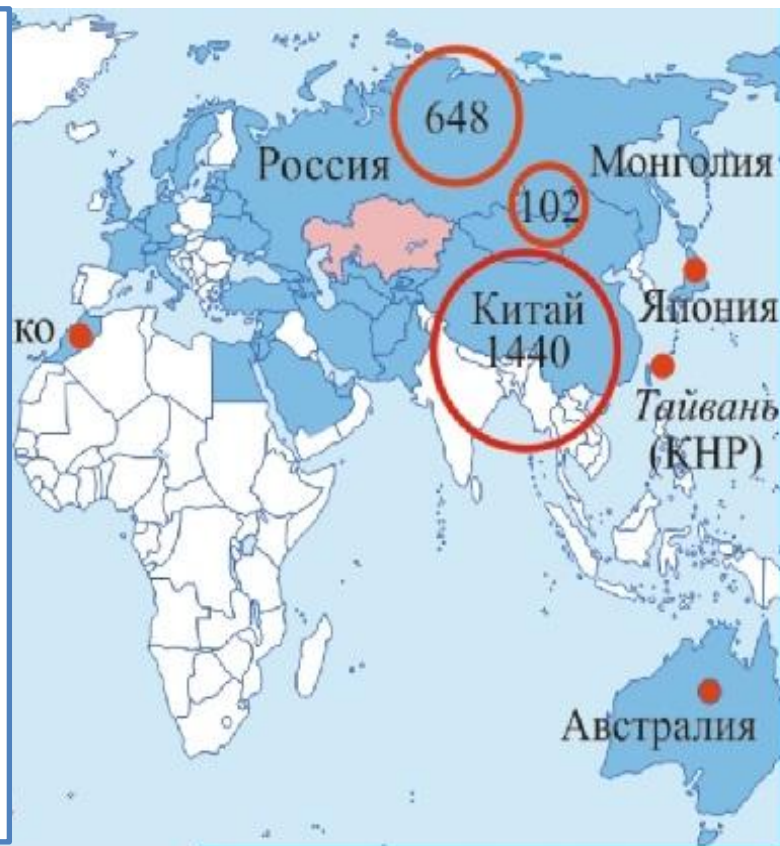 648
Россия
Монголия
102
Китай
1440
Япония
ко
Тайвань
(КНР)
Австралия